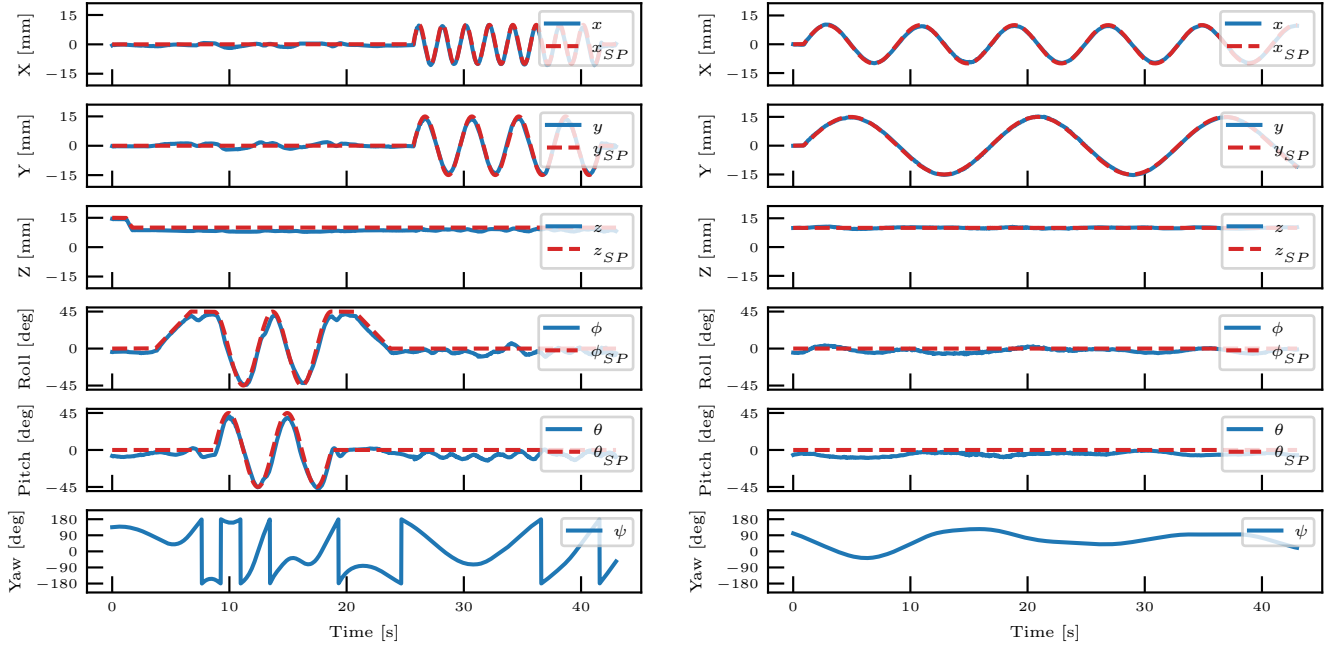 X [mm]
15
0
−15
x
x_SP
Y [mm]
15
0
−15
y
y_SP
Z [mm]
15
0
−15
z
z_SP
Roll [deg]
45
0
−45
ϕ
ϕ_SP
Pitch [deg]
45
0
−45
θ
θ_SP
Yaw [deg]
180
90
0
−90
−180
ψ
0 10 20 30 40
Time [s]
X [mm]
15
0
−15
x
x_SP
Y [mm]
15
0
−15
y
y_SP
Z [mm]
15
0
−15
z
z_SP
Roll [deg]
45
0
−45
ϕ
ϕ_SP
Pitch [deg]
45
0
−45
θ
θ_SP
Yaw [deg]
180
90
0
−90
−180
ψ
0 10 20 30 40
Time [s]